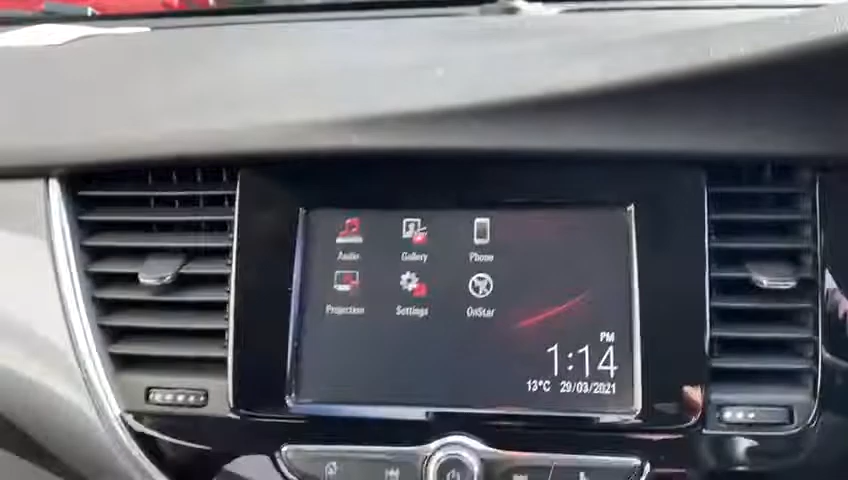 Audio Gallery Phone
Projection Settings OnStar
PM
1:14
13°C 29/03/2021